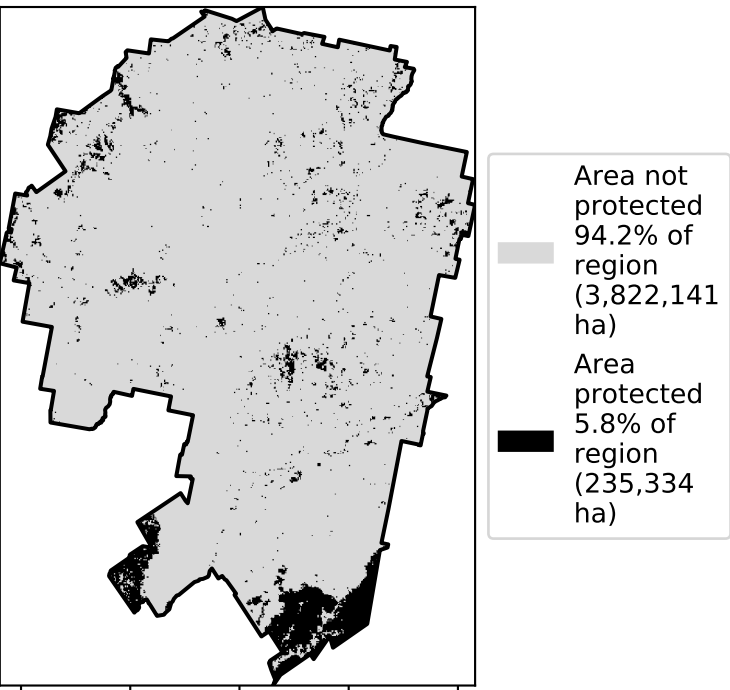 Area not
protected
94.2% of
region
(3,822,141
ha)
Area
protected
5.8% of
region
(235,334
ha)